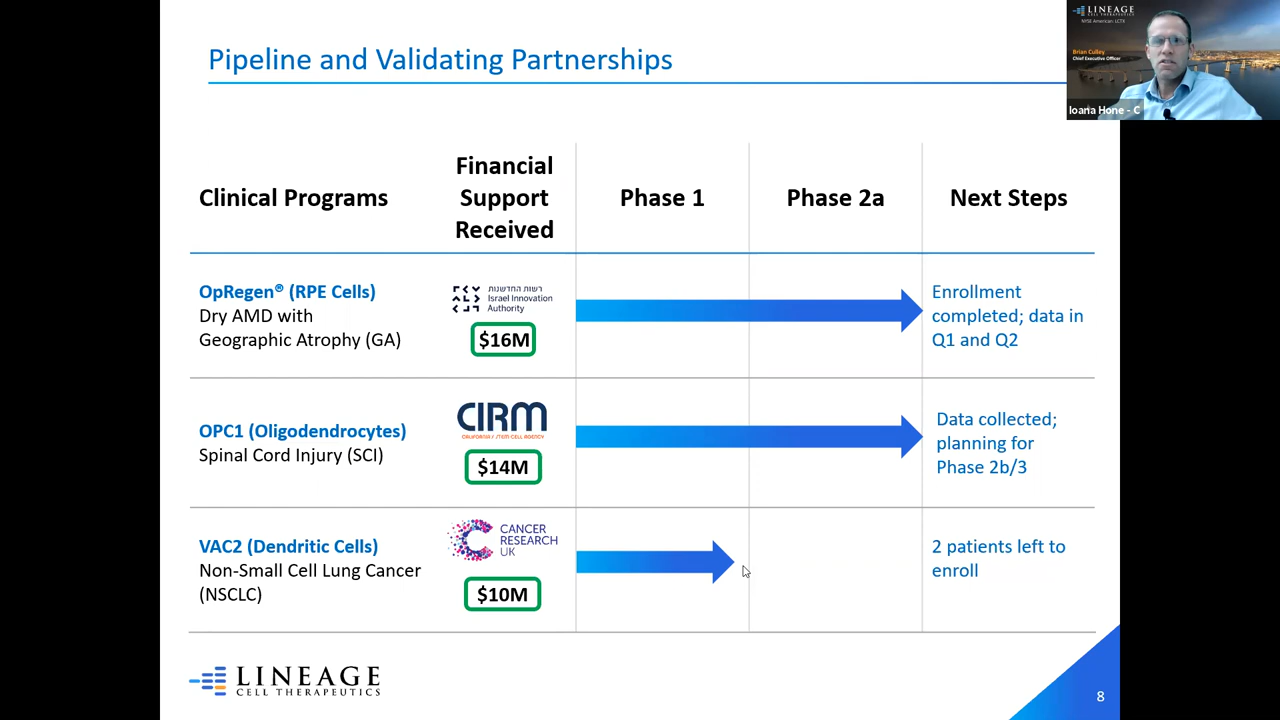 Pipeline and Validating Partnerships
LINEAGE
CELL THERAPEUTICS
NYSE American: LCTX
Brian Culley
Chief Executive Officer
Ioana Hone - C
Clinical Programs
Financial
Support
Received
Phase 1
Phase 2a
Next Steps
OpRegen® (RPE Cells)
Dry AMD with
Geographic Atrophy (GA)
רשות החדשנות
Israel Innovation
Authority
$16M
Enrollment
completed; data in
Q1 and Q2
OPC1 (Oligodendrocytes)
Spinal Cord Injury (SCI)
CIRM
CALIFORNIA'S STEM CELL AGENCY
$14M
Data collected;
planning for
Phase 2b/3
VAC2 (Dendritic Cells)
Non-Small Cell Lung Cancer
(NSCLC)
CANCER
RESEARCH
UK
$10M
2 patients left to
enroll
LINEAGE
CELL THERAPEUTICS
8